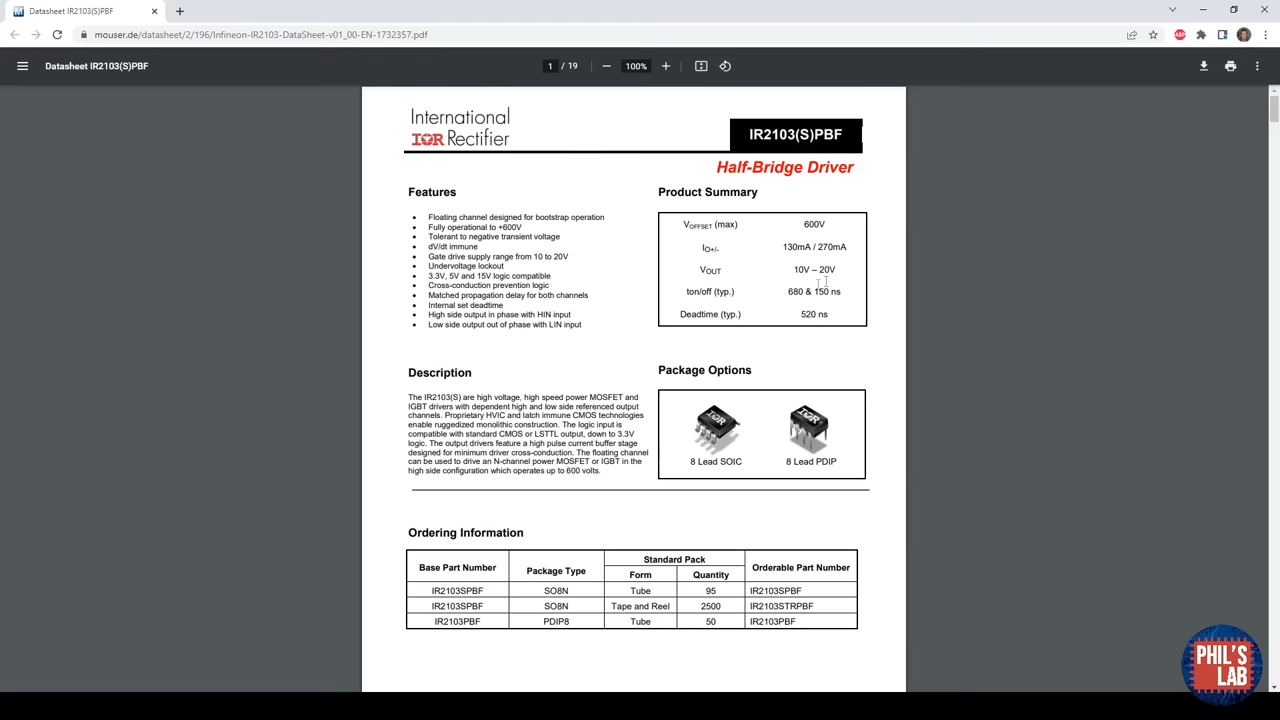 Datasheet IR2103(S)PBF
mouser.de/datasheet/2/196/Infineon-IR2103-DataSheet-v01_00-EN-1732357.pdf
ABP
Datasheet IR2103(S)PBF
1 / 19
100%
International
IOR Rectifier
IR2103(S)PBF
Half-Bridge Driver
Features
Floating channel designed for bootstrap operation
Fully operational to +600V
Tolerant to negative transient voltage
dV/dt immune
Gate drive supply range from 10 to 20V
Undervoltage lockout
3.3V, 5V and 15V logic compatible
Cross-conduction prevention logic
Matched propagation delay for both channels
Internal set deadtime
High side output in phase with HIN input
Low side output out of phase with LIN input
Product Summary
VOFFSET (max) 600V
IO+/- 130mA / 270mA
VOUT 10V – 20V
ton/off (typ.) 680 & 150 ns
Deadtime (typ.) 520 ns
Description
The IR2103(S) are high voltage, high speed power MOSFET and
IGBT drivers with dependent high and low side referenced output
channels. Proprietary HVIC and latch immune CMOS technologies
enable ruggedized monolithic construction. The logic input is
compatible with standard CMOS or LSTTL output, down to 3.3V
logic. The output drivers feature a high pulse current buffer stage
designed for minimum driver cross-conduction. The floating channel
can be used to drive an N-channel power MOSFET or IGBT in the
high side configuration which operates up to 600 volts.
Package Options
IOR
IOR
8 Lead SOIC
8 Lead PDIP
Ordering Information
Base Part Number Package Type Standard Pack Orderable Part Number
Form Quantity
IR2103SPBF SO8N Tube 95 IR2103SPBF
IR2103SPBF SO8N Tape and Reel 2500 IR2103STRPBF
IR2103PBF PDIP8 Tube 50 IR2103PBF
PHIL'S
LAB